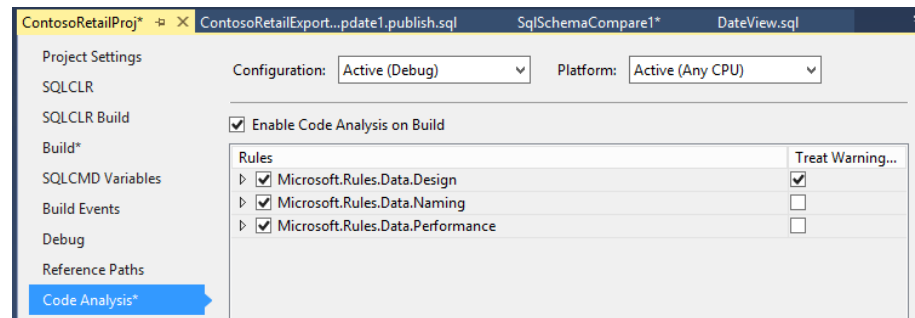 ContosoRetailProj* ContosoRetailExport...pdate1.publish.sql SqlSchemaCompare1* DateView.sql
Project Settings
SQLCLR
SQLCLR Build
Build*
SQLCMD Variables
Build Events
Debug
Reference Paths
Code Analysis*
Configuration: Active (Debug) Platform: Active (Any CPU)
Enable Code Analysis on Build
Rules Treat Warning...
Microsoft.Rules.Data.Design
Microsoft.Rules.Data.Naming
Microsoft.Rules.Data.Performance